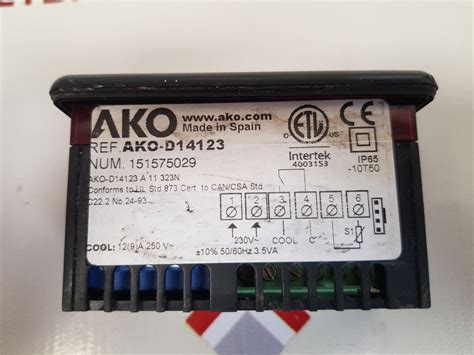 AKO www.ako.com
Made in Spain
REF. AKO-D14123
NUM. 151575029
AKO-D14123 A 11 323N
Conforms to UL Std.873 Cert. to CAN/CSA Std.
C22.2 No.24-93
ETL
Intertek
4003153
IP65
-10T50
1 2 3 4 5 6
230V~ COOL C S1
COOL: 12(9)A 250 V~
±10% 50/60Hz 3.5VA